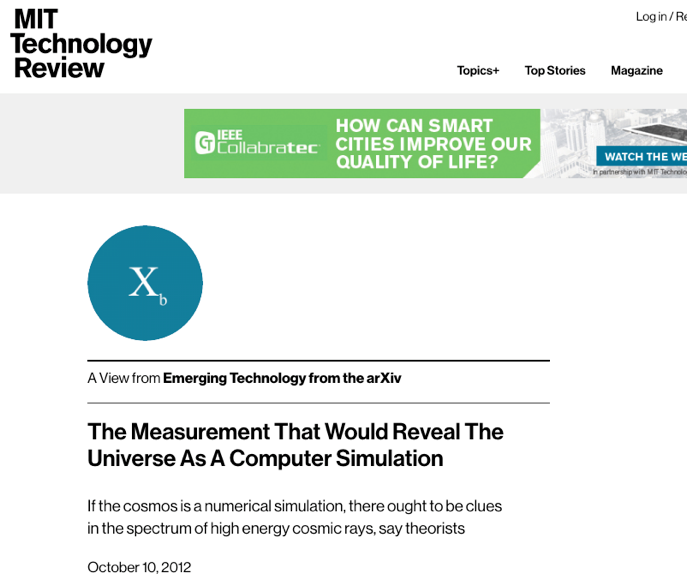 MIT
Technology
Review
Log in / Re
Topics+ Top Stories Magazine
IEEE
Collabratec
HOW CAN SMART
CITIES IMPROVE OUR
QUALITY OF LIFE?
WATCH THE WE
In partnership with MIT Technolo
X
b
A View from Emerging Technology from the arXiv
The Measurement That Would Reveal The
Universe As A Computer Simulation
If the cosmos is a numerical simulation, there ought to be clues
in the spectrum of high energy cosmic rays, say theorists
October 10, 2012